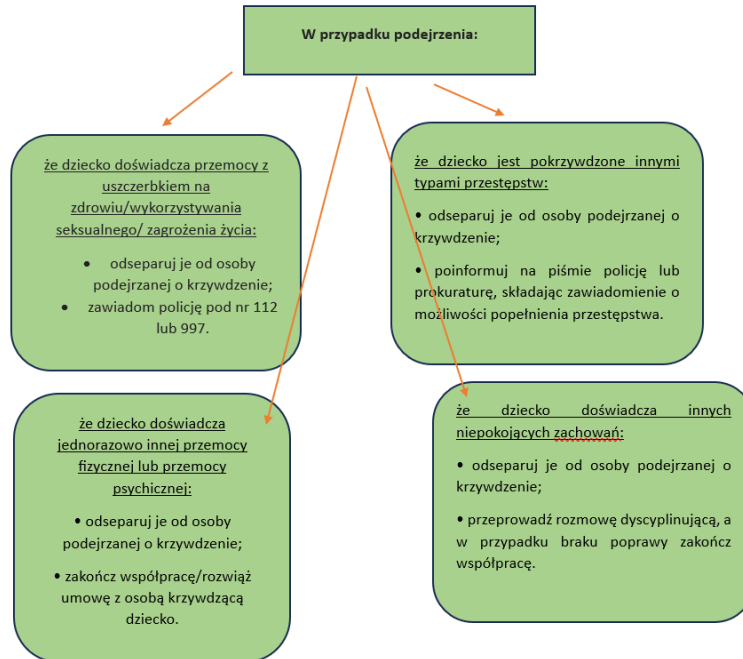 W przypadku podejrzenia:
że dziecko doświadcza przemocy z
uszczerbkiem na
zdrowiu/wykorzystywania
seksualnego/ zagrożenia życia:
• odseparuj je od osoby
podejrzanej o krzywdzenie;
• zawiadom policję pod nr 112
lub 997.
że dziecko jest pokrzywdzone innymi
typami przestępstw:
• odseparuj je od osoby podejrzanej o
krzywdzenie;
• poinformuj na piśmie policję lub
prokuraturę, składając zawiadomienie o
możliwości popełnienia przestępstwa.
że dziecko doświadcza
jednorazowo innej przemocy
fizycznej lub przemocy
psychicznej:
• odseparuj je od osoby
podejrzanej o krzywdzenie;
• zakończ współpracę/rozwiąż
umowę z osobą krzywdzącą
dziecko.
że dziecko doświadcza innych
niepokojących zachowań:
• odseparuj je od osoby podejrzanej o
krzywdzenie;
• przeprowadź rozmowę dyscyplinującą, a
w przypadku braku poprawy zakończ
współpracę.